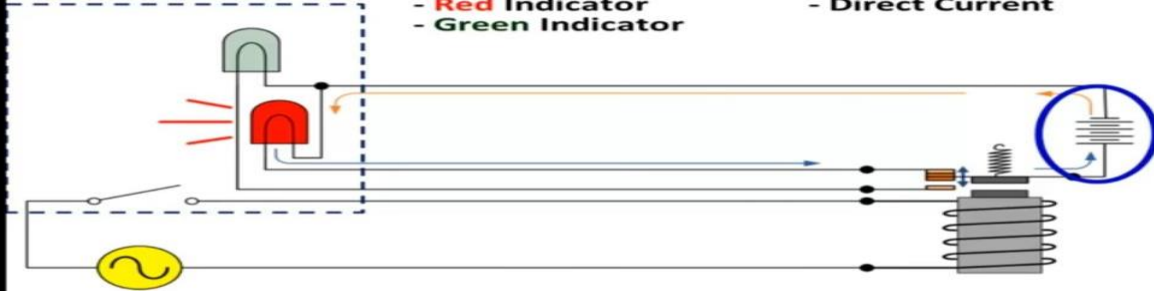 - Red Indicator
- Direct Current
- Green Indicator